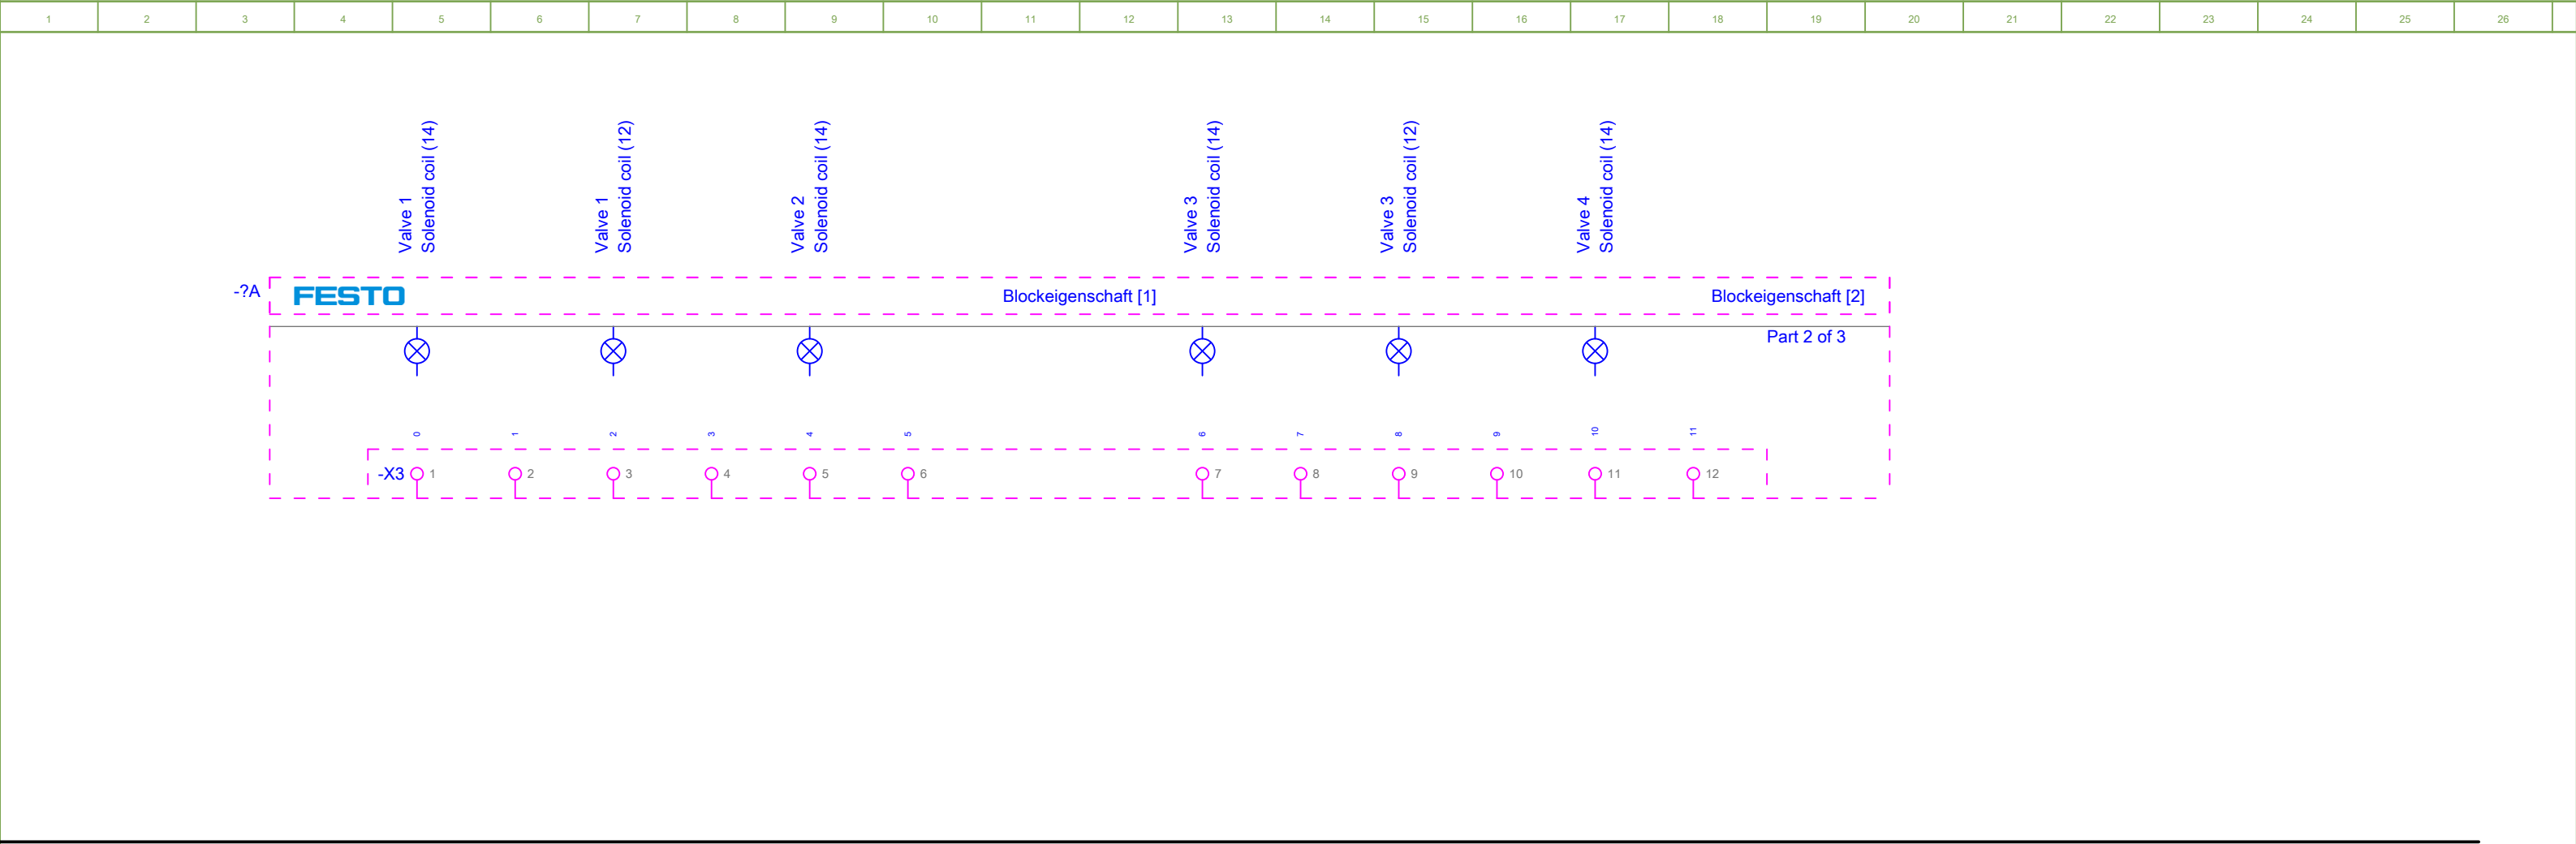 1 2 3 4 5 6 7 8 9 10 11 12 13 14 15 16 17 18 19 20 21 22 23 24 25 26
Valve 1
Solenoid coil (14)
Valve 1
Solenoid coil (12)
Valve 2
Solenoid coil (14)
Valve 3
Solenoid coil (14)
Valve 3
Solenoid coil (12)
Valve 4
Solenoid coil (14)
-?A FESTO Blockeigenschaft [1] Blockeigenschaft [2]
Part 2 of 3
0 1 2 3 4 5 6 7 8 9 10 11
-X3 1 2 3 4 5 6 7 8 9 10 11 12